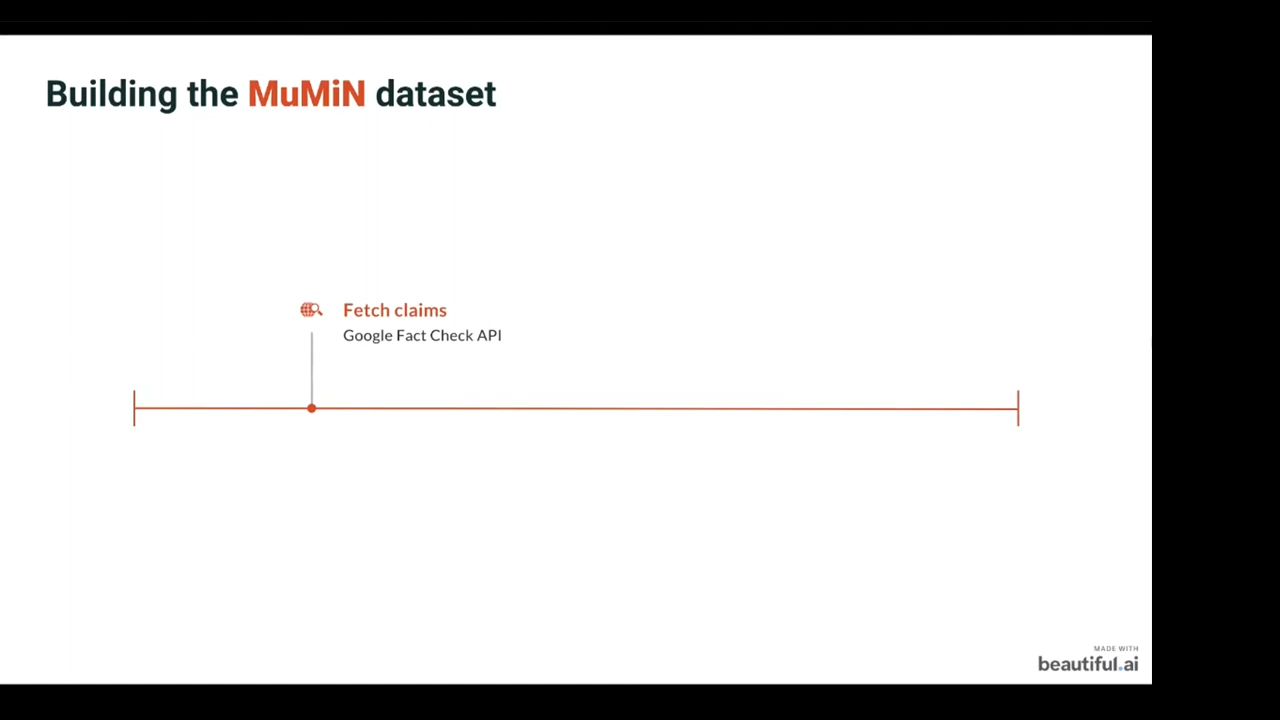 Building the MuMiN dataset
Fetch claims
Google Fact Check API
MADE WITH
beautiful.ai